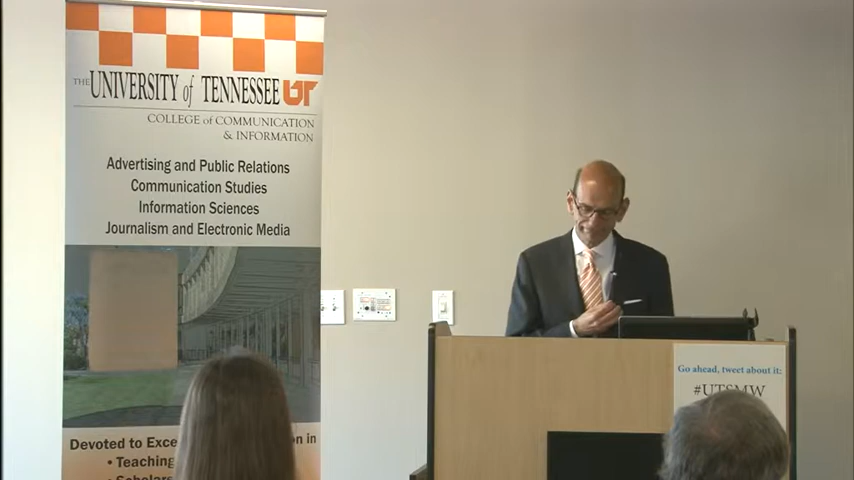 THE UNIVERSITY of TENNESSEE UT
COLLEGE of COMMUNICATION
& INFORMATION
Advertising and Public Relations
Communication Studies
Information Sciences
Journalism and Electronic Media
Devoted to in
• Teaching
•
Go ahead, tweet about it:
#UTSMW